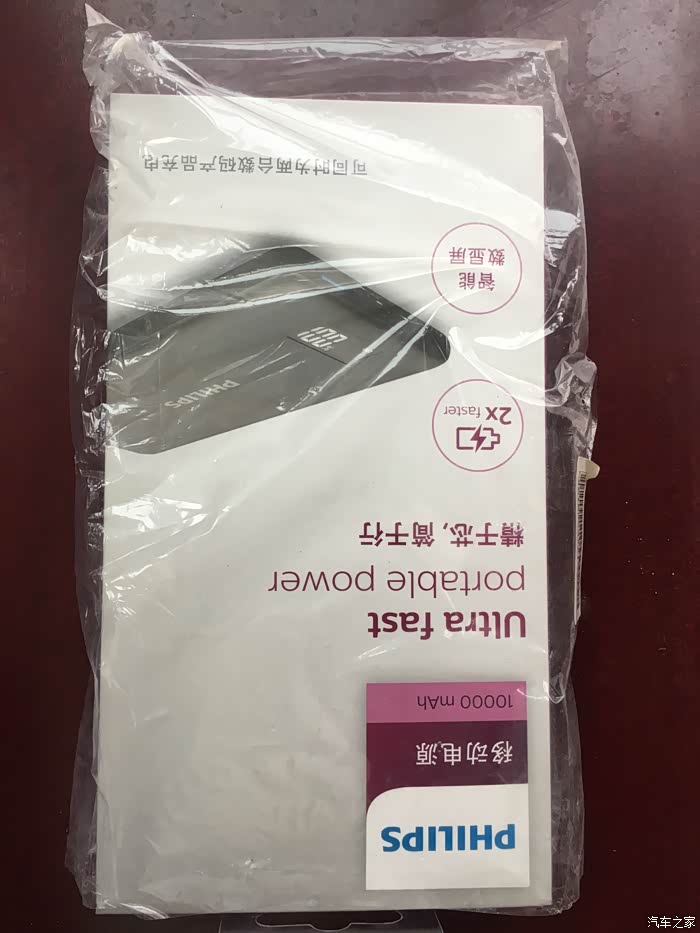 PHILIPS
移动电源
10000 mAh
Ultra fast
portable power
精于芯,简于行
2x faster
智能
数显屏
PHILIPS
可同时为两台数码产品充电
汽车之家